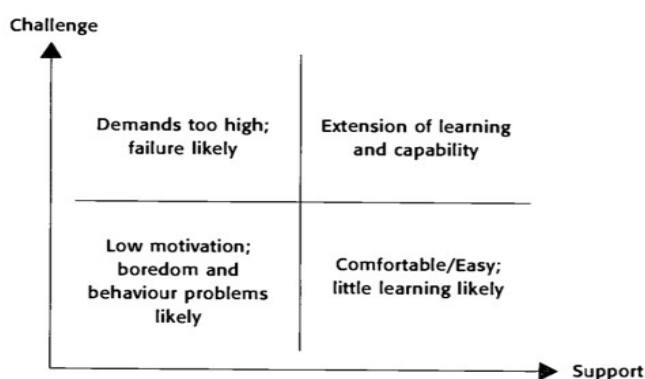 Challenge
Demands too high;
failure likely
Extension of learning
and capability
Low motivation;
boredom and
behaviour problems
likely
Comfortable/Easy;
little learning likely
Support